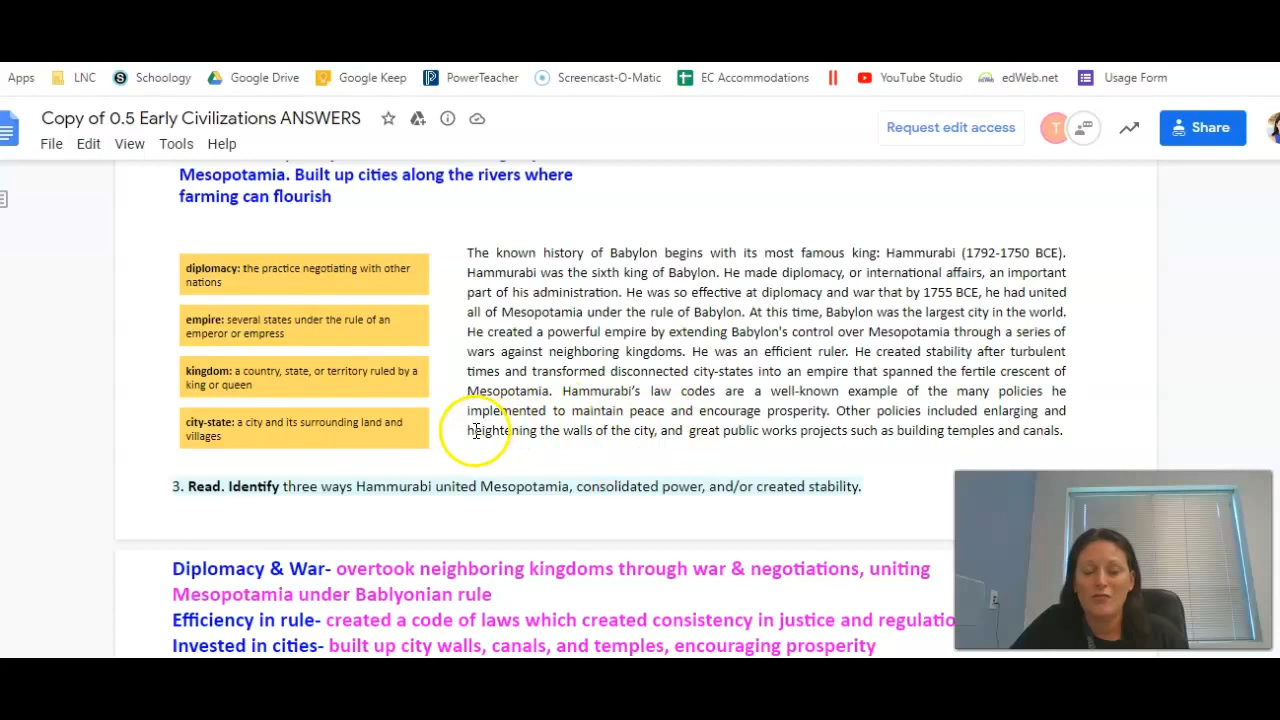 Apps LNC Schoology Google Drive Google Keep PowerTeacher Screencast-O-Matic EC Accommodations YouTube Studio edWeb.net Usage Form
Copy of 0.5 Early Civilizations ANSWERS
Request edit access
T
Share
File Edit View Tools Help
Mesopotamia. Built up cities along the rivers where
farming can flourish
diplomacy: the practice negotiating with other
nations
empire: several states under the rule of an
emperor or empress
kingdom: a country, state, or territory ruled by a
king or queen
city-state: a city and its surrounding land and
villages
The known history of Babylon begins with its most famous king: Hammurabi (1792-1750 BCE).
Hammurabi was the sixth king of Babylon. He made diplomacy, or international affairs, an important
part of his administration. He was so effective at diplomacy and war that by 1755 BCE, he had united
all of Mesopotamia under the rule of Babylon. At this time, Babylon was the largest city in the world.
He created a powerful empire by extending Babylon's control over Mesopotamia through a series of
wars against neighboring kingdoms. He was an efficient ruler. He created stability after turbulent
times and transformed disconnected city-states into an empire that spanned the fertile crescent of
Mesopotamia. Hammurabi's law codes are a well-known example of the many policies he
implemented to maintain peace and encourage prosperity. Other policies included enlarging and
heightening the walls of the city, and great public works projects such as building temples and canals.
3. Read. Identify three ways Hammurabi united Mesopotamia, consolidated power, and/or created stability.
Diplomacy & War- overtook neighboring kingdoms through war & negotiations, uniting
Mesopotamia under Bablyonian rule
Efficiency in rule- created a code of laws which created consistency in justice and regulatio
Invested in cities- built up city walls, canals, and temples, encouraging prosperity